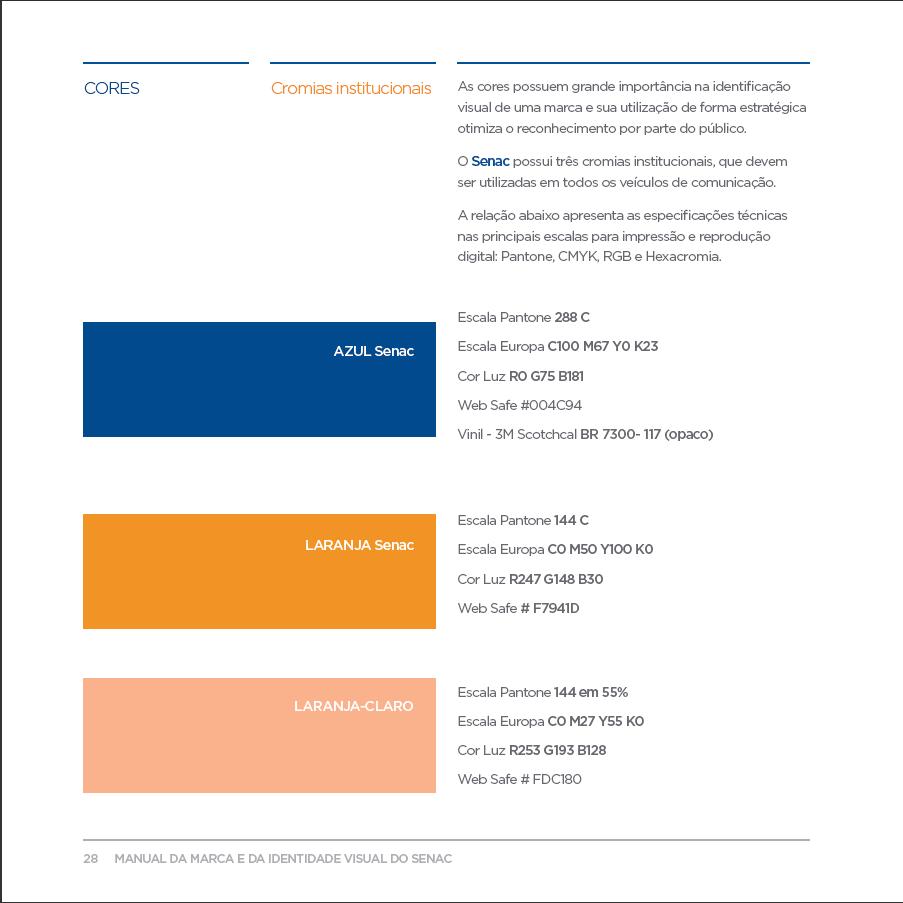 CORES
Cromias institucionais
As cores possuem grande importância na identificação
visual de uma marca e sua utilização de forma estratégica
otimiza o reconhecimento por parte do público.
O Senac possui três cromias institucionais, que devem
ser utilizadas em todos os veículos de comunicação.
A relação abaixo apresenta as especificações técnicas
nas principais escalas para impressão e reprodução
digital: Pantone, CMYK, RGB e Hexacromia.
AZUL Senac
Escala Pantone 288 C
Escala Europa C100 M67 Y0 K23
Cor Luz R0 G75 B181
Web Safe #004C94
Vinil - 3M Scotchcal BR 7300- 117 (opaco)
LARANJA Senac
Escala Pantone 144 C
Escala Europa C0 M50 Y100 K0
Cor Luz R247 G148 B30
Web Safe # F7941D
LARANJA-CLARO
Escala Pantone 144 em 55%
Escala Europa C0 M27 Y55 K0
Cor Luz R253 G193 B128
Web Safe # FDC180
28 MANUAL DA MARCA E DA IDENTIDADE VISUAL DO SENAC